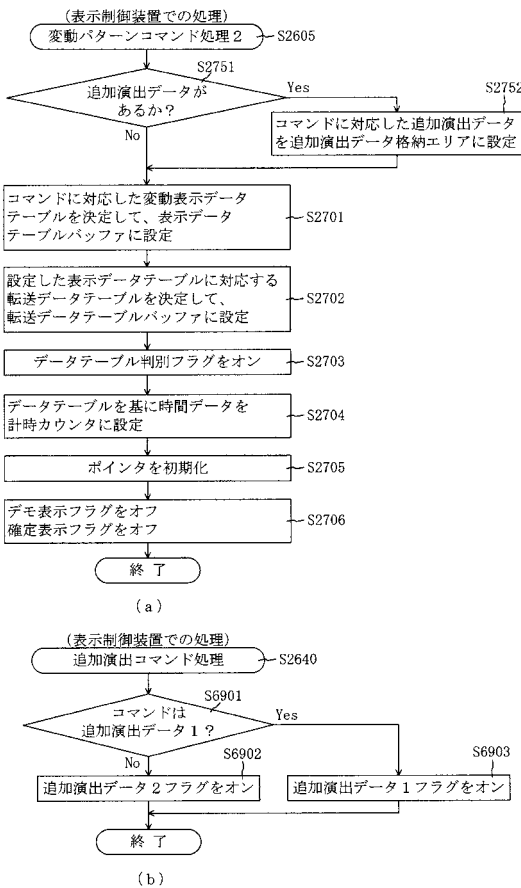 (表示制御装置での処理)
変動パターンコマンド処理2
S2605
S2751
追加演出データが
あるか?
Yes
No
S2752
コマンドに対応した追加演出データ
を追加演出データ格納エリアに設定
コマンドに対応した変動表示データ
テーブルを決定して、表示データ
テーブルバッファに設定
S2701
設定した表示データテーブルに対応する
転送データテーブルを決定して、
転送データテーブルバッファに設定
S2702
データテーブル判別フラグをオン
S2703
データテーブルを基に時間データを
計時カウンタに設定
S2704
ポインタを初期化
S2705
デモ表示フラグをオフ
確定表示フラグをオフ
S2706
終了
(a)
(表示制御装置での処理)
追加演出コマンド処理
S2640
S6901
コマンドは
追加演出データ1?
Yes
No
S6902
追加演出データ2フラグをオン
S6903
追加演出データ1フラグをオン
終了
(b)